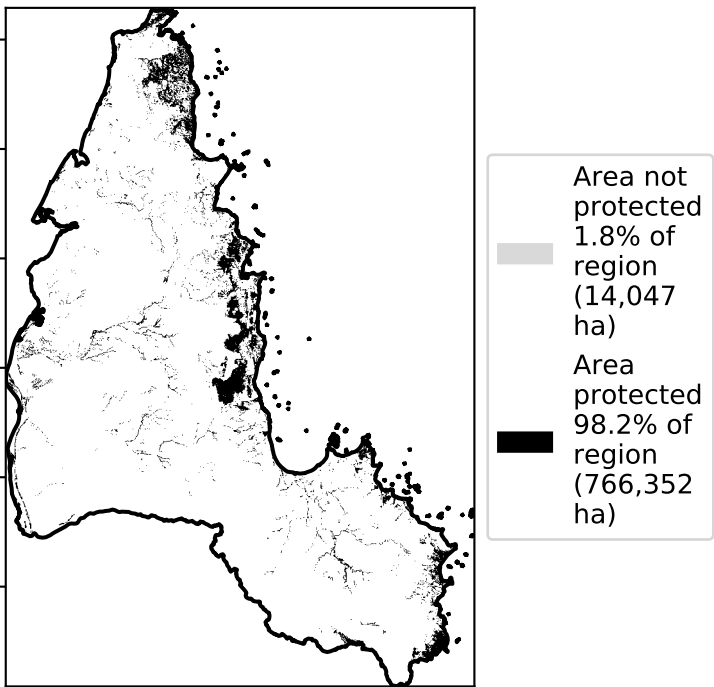 Area not
protected
1.8% of
region
(14,047
ha)
Area
protected
98.2% of
region
(766,352
ha)